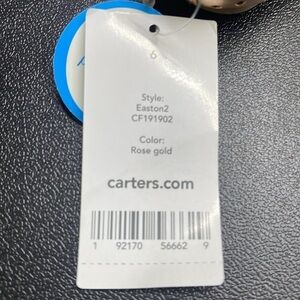 6
Style:
Easton2
CF191902
Color:
Rose gold
carters.com
1 92170 56662 9